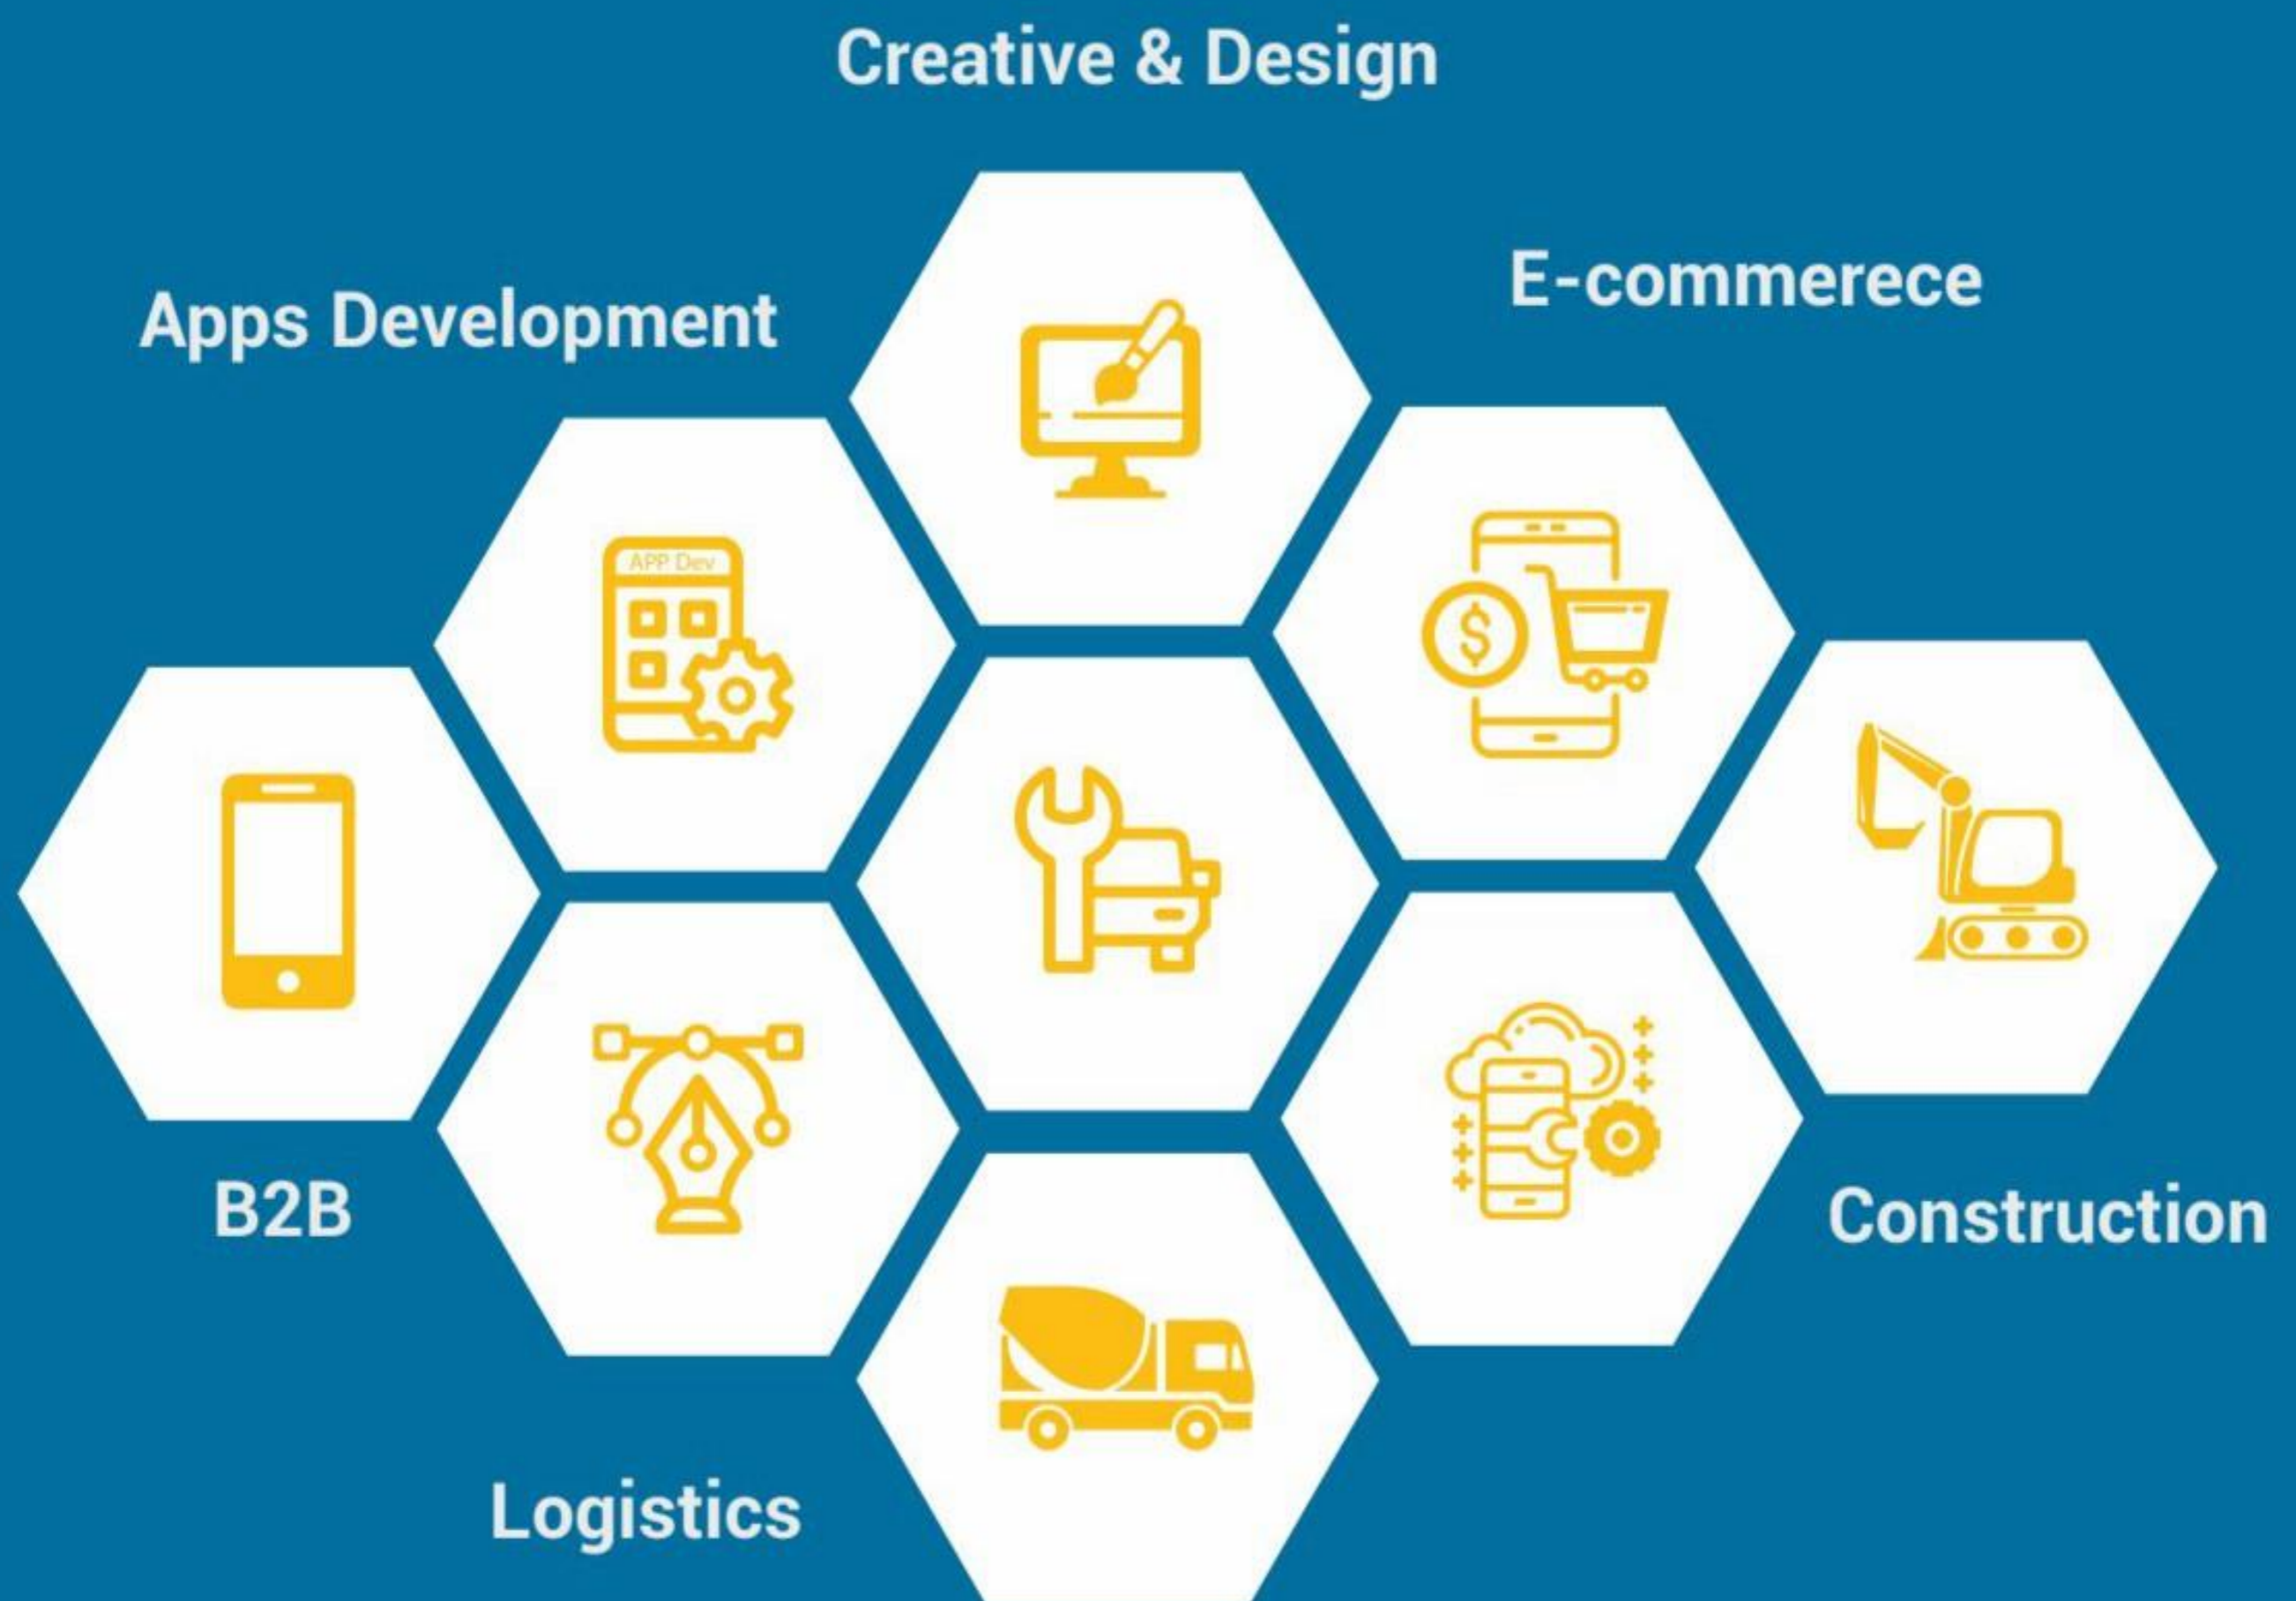 Creative & Design
E-commerece
Apps Development
APP Dev
$
B2B
Construction
Logistics